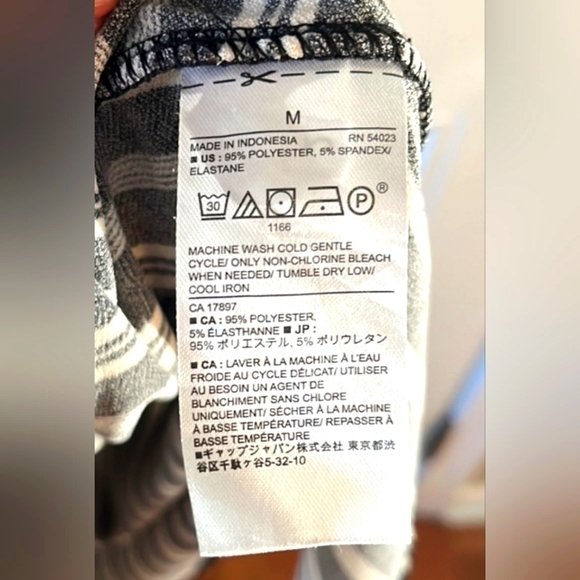 M
MADE IN INDONESIA RN 54023
■ US : 95% POLYESTER, 5% SPANDEX/
ELASTANE
30 P ®
1166
MACHINE WASH COLD GENTLE
CYCLE/ ONLY NON-CHLORINE BLEACH
WHEN NEEDED/ TUMBLE DRY LOW/
COOL IRON
CA 17897
■ CA : 95% POLYESTER,
5% ÉLASTHANNE ■ JP :
95% ポリエステル, 5% ポリウレタン
■ CA : LAVER À LA MACHINE À L'EAU
FROIDE AU CYCLE DÉLICAT/ UTILISER
AU BESOIN UN AGENT DE
BLANCHIMENT SANS CHLORE
UNIQUEMENT/ SÉCHER À LA MACHINE
À BASSE TEMPÉRATURE/ REPASSER À
BASSE TEMPÉRATURE
■ギャップジャパン株式会社 東京都渋
谷区千駄ヶ谷5-32-10